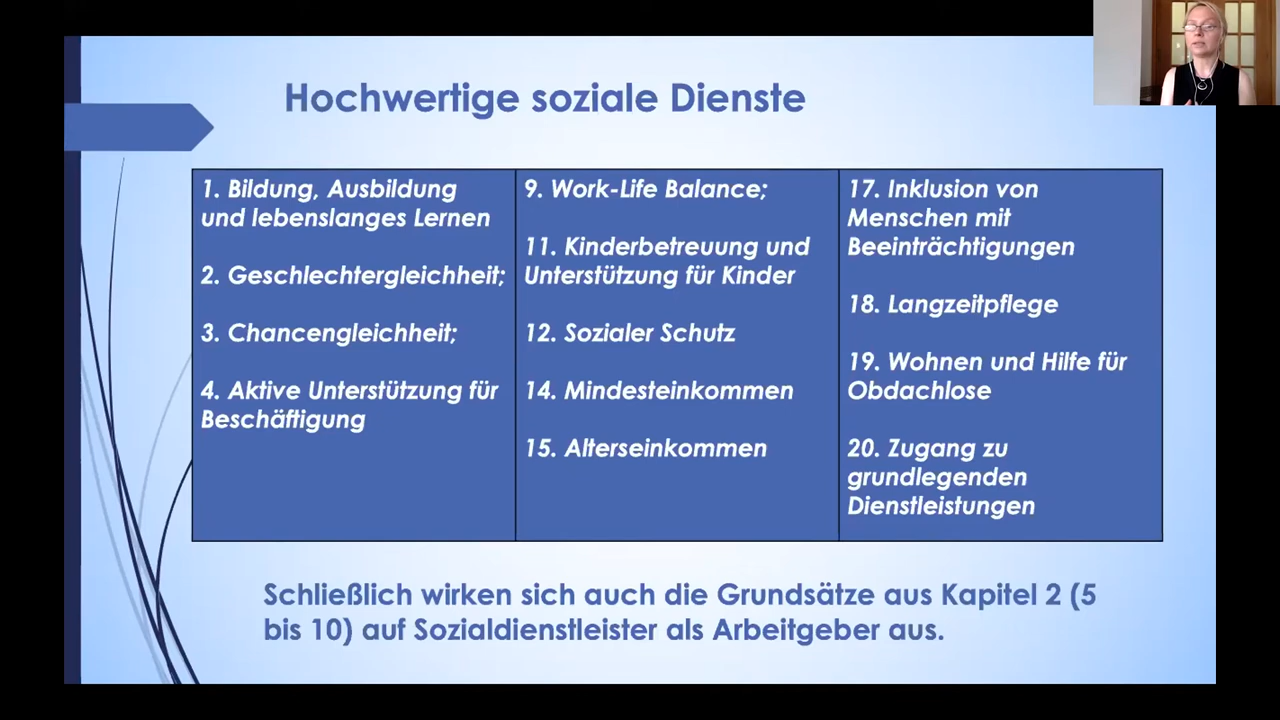 Hochwertige soziale Dienste
1. Bildung, Ausbildung
und lebenslanges Lernen
2. Geschlechtergleichheit;
3. Chancengleichheit;
4. Aktive Unterstützung für
Beschäftigung
9. Work-Life Balance;
11. Kinderbetreuung und
Unterstützung für Kinder
12. Sozialer Schutz
14. Mindesteinkommen
15. Alterseinkommen
17. Inklusion von
Menschen mit
Beeinträchtigungen
18. Langzeitpflege
19. Wohnen und Hilfe für
Obdachlose
20. Zugang zu
grundlegenden
Dienstleistungen
Schließlich wirken sich auch die Grundsätze aus Kapitel 2 (5
bis 10) auf Sozialdienstleister als Arbeitgeber aus.